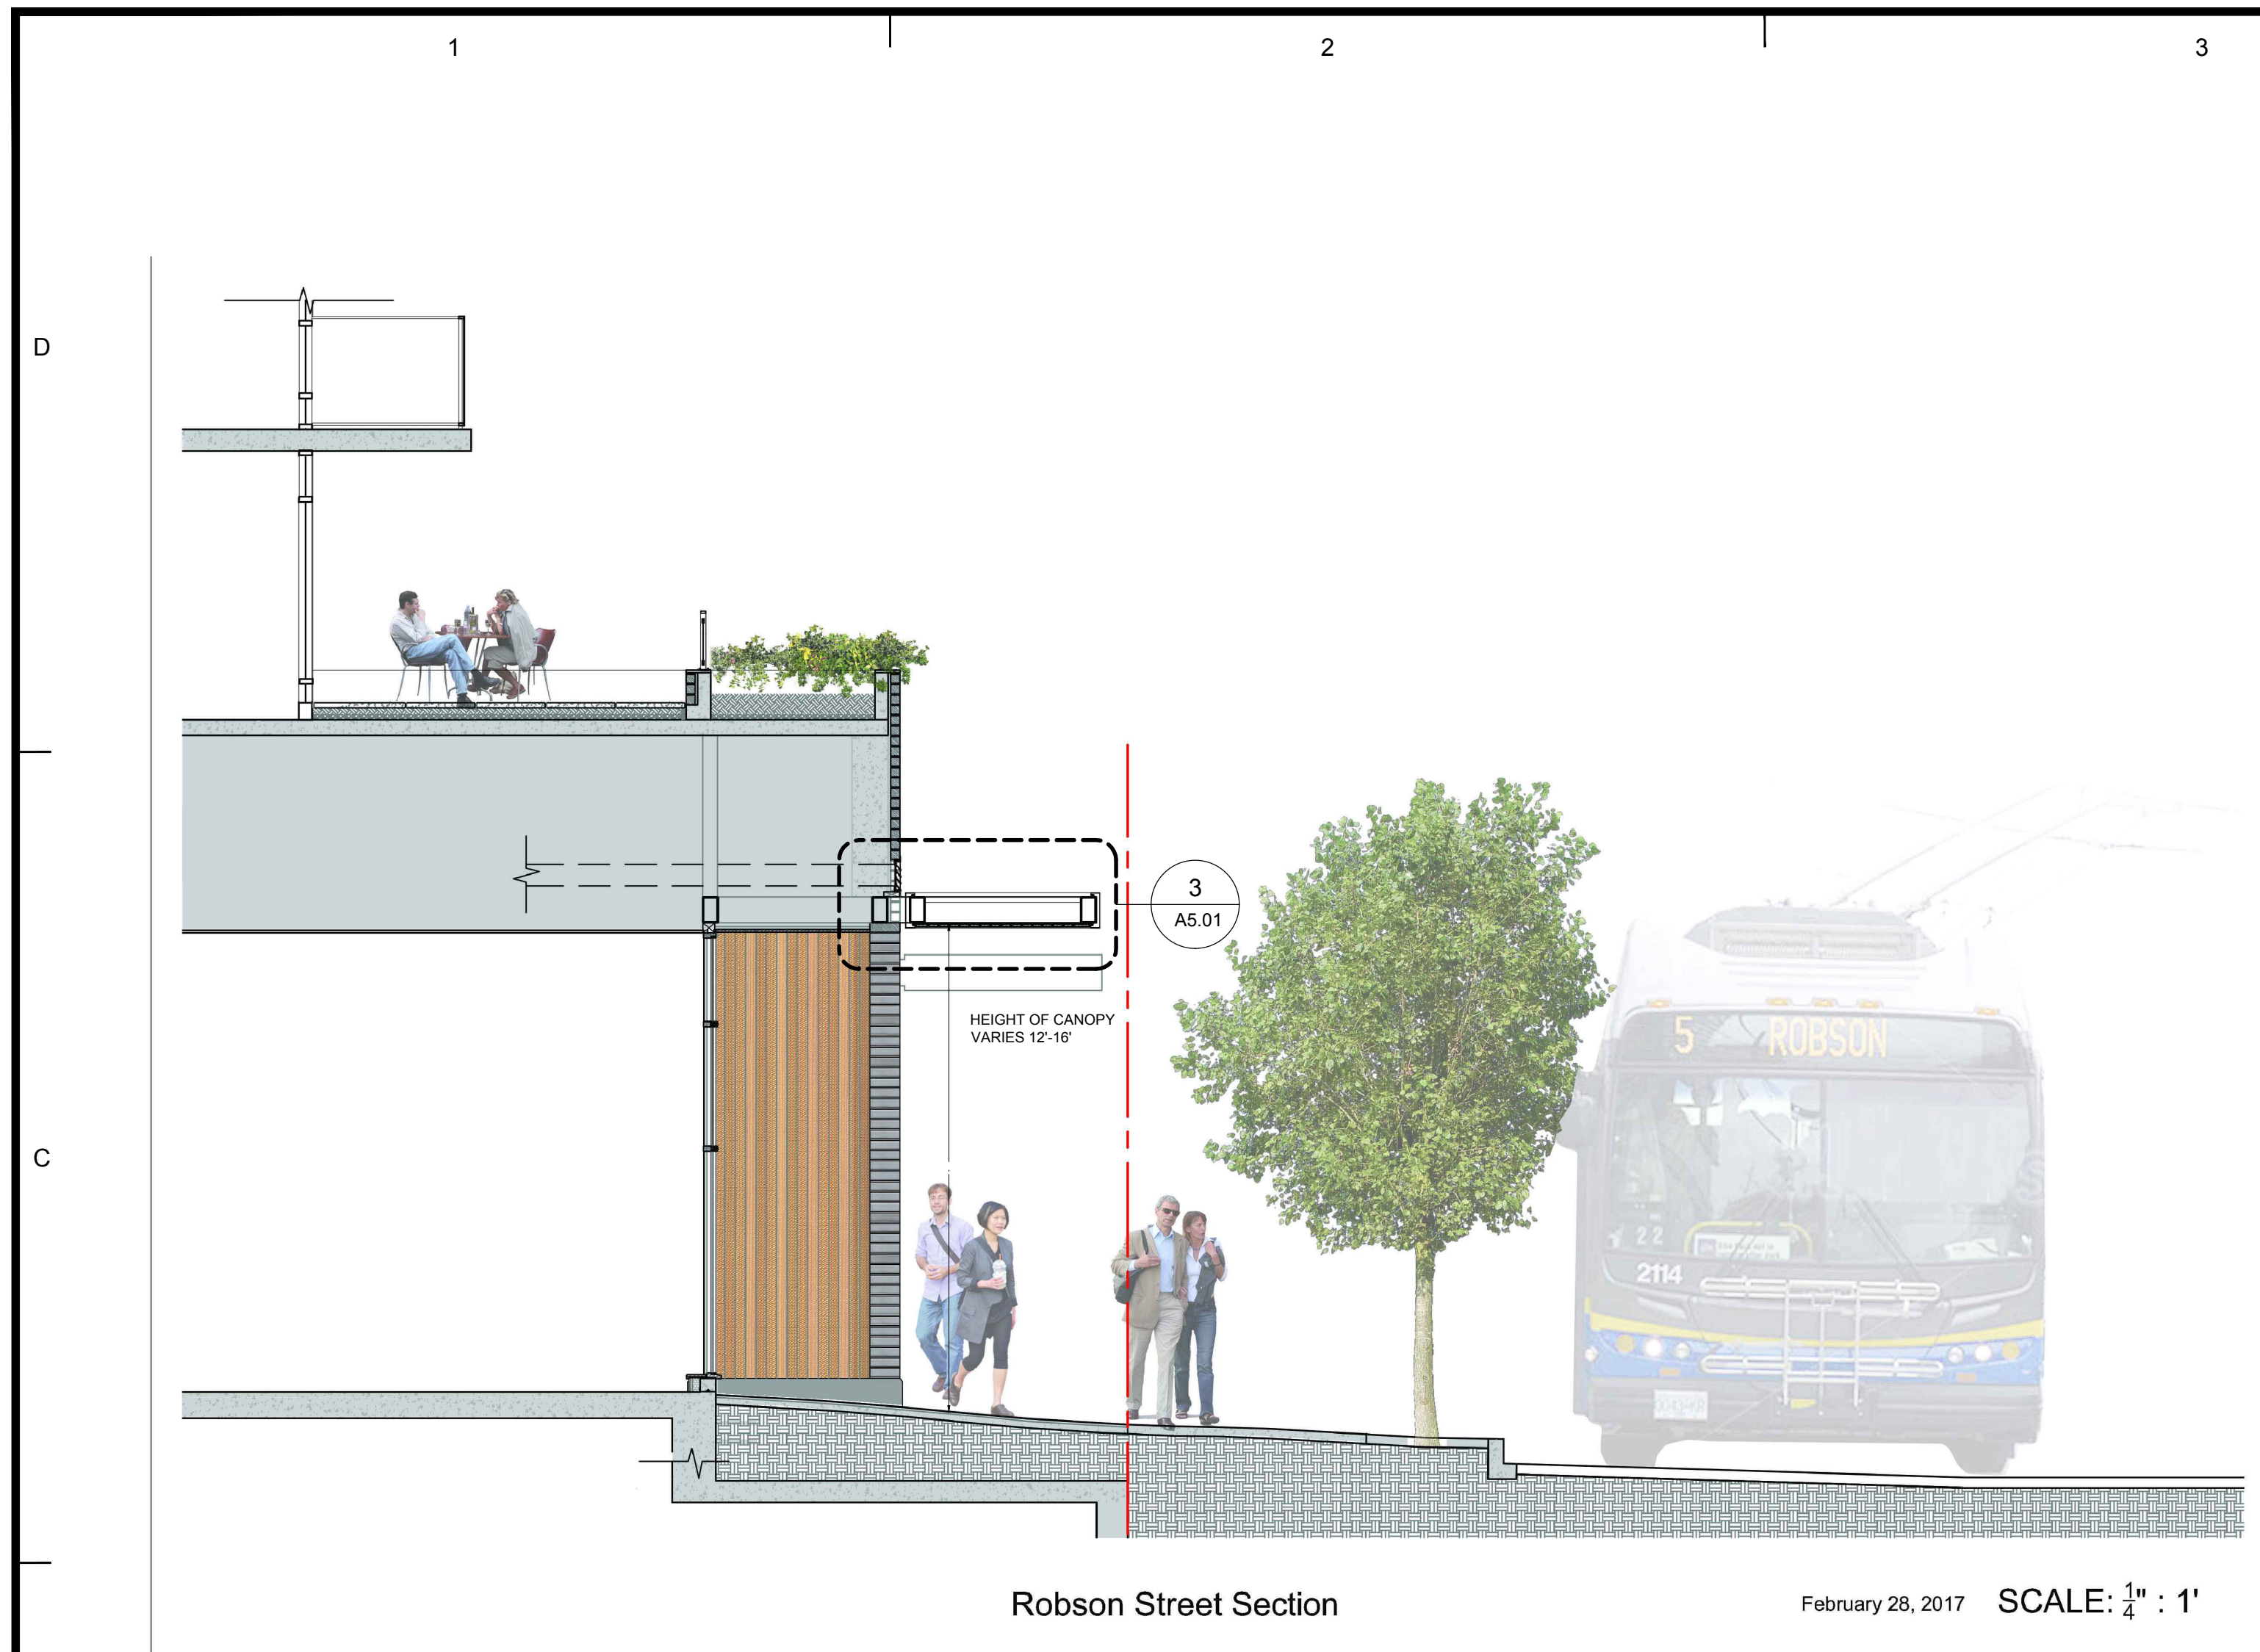 1
2
3
D
3
A5.01
HEIGHT OF CANOPY
VARIES 12'-16'
5 ROBSON
C
22
2114
Robson Street Section
February 28, 2017
SCALE: 1/4" : 1'